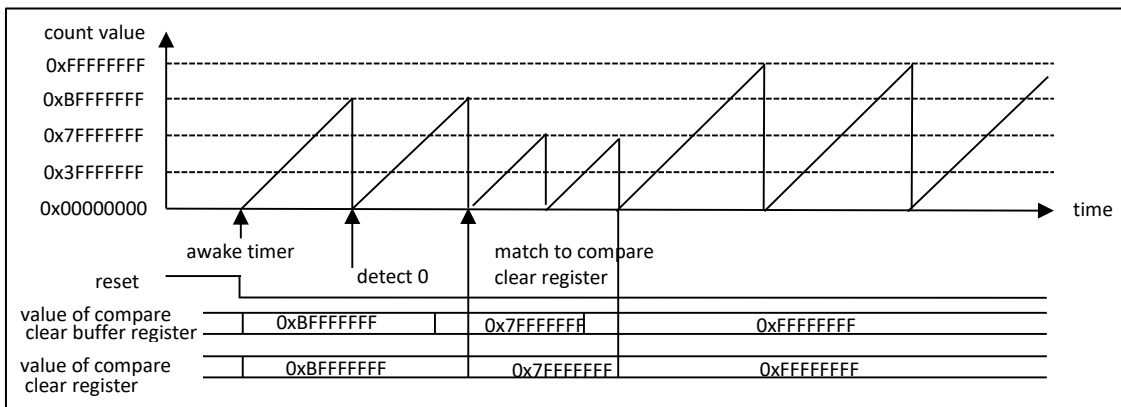 count value
0xFFFFFFFF
0xBFFFFFFF
0x7FFFFFFF
0x3FFFFFFF
0x00000000
time
awake timer
detect 0
match to compare
clear register
reset
value of compare
clear buffer register
0xBFFFFFFF
0x7FFFFFFF
0xFFFFFFFF
value of compare
clear register
0xBFFFFFFF
0x7FFFFFFF
0xFFFFFFFF